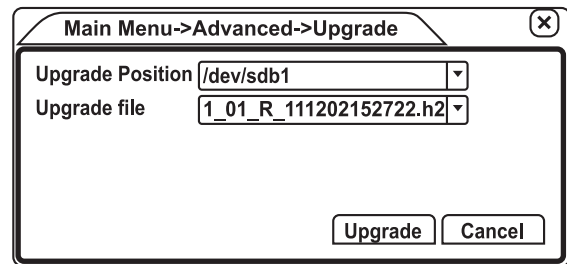 Main Menu->Advanced->Upgrade
Upgrade Position /dev/sdb1
Upgrade file 1_01_R_111202152722.h2
Upgrade Cancel